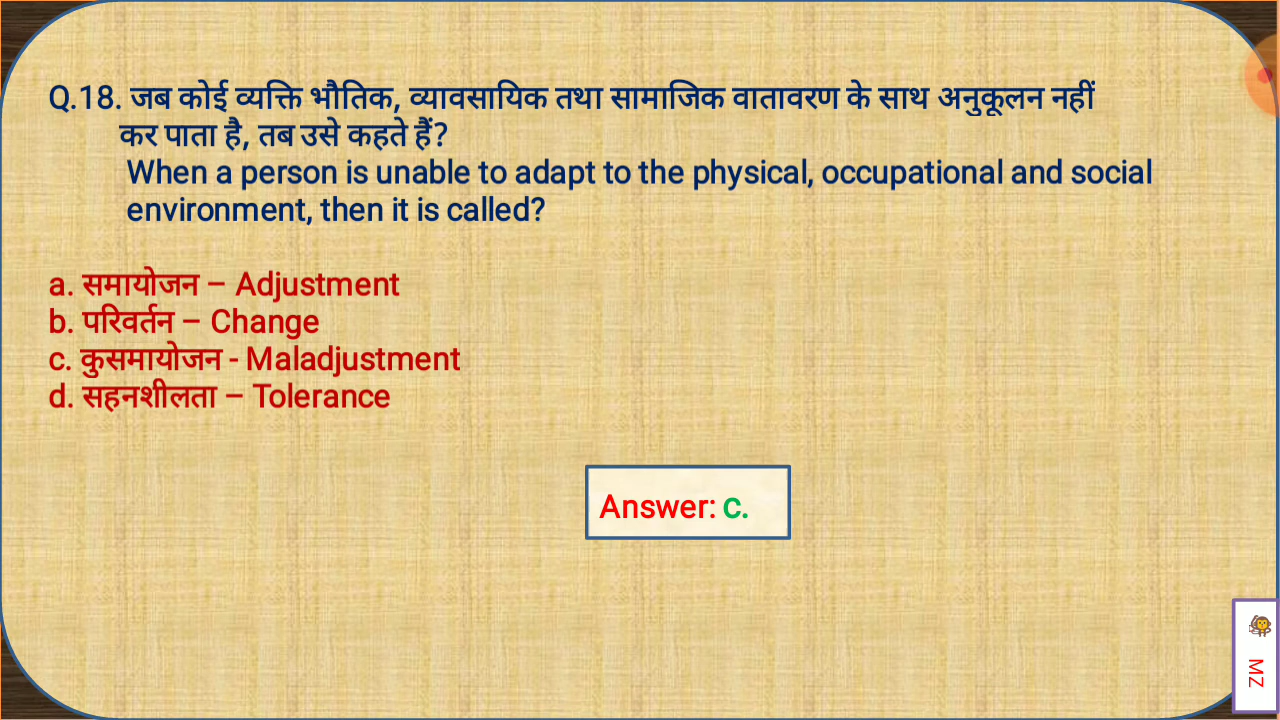 Q.18. जब कोई व्यक्ति भौतिक, व्यावसायिक तथा सामाजिक वातावरण के साथ अनुकूलन नहीं
कर पाता है, तब उसे कहते हैं?
When a person is unable to adapt to the physical, occupational and social
environment, then it is called?
a. समायोजन – Adjustment
b. परिवर्तन – Change
c. कुसमायोजन - Maladjustment
d. सहनशीलता – Tolerance
Answer: c.
MZ